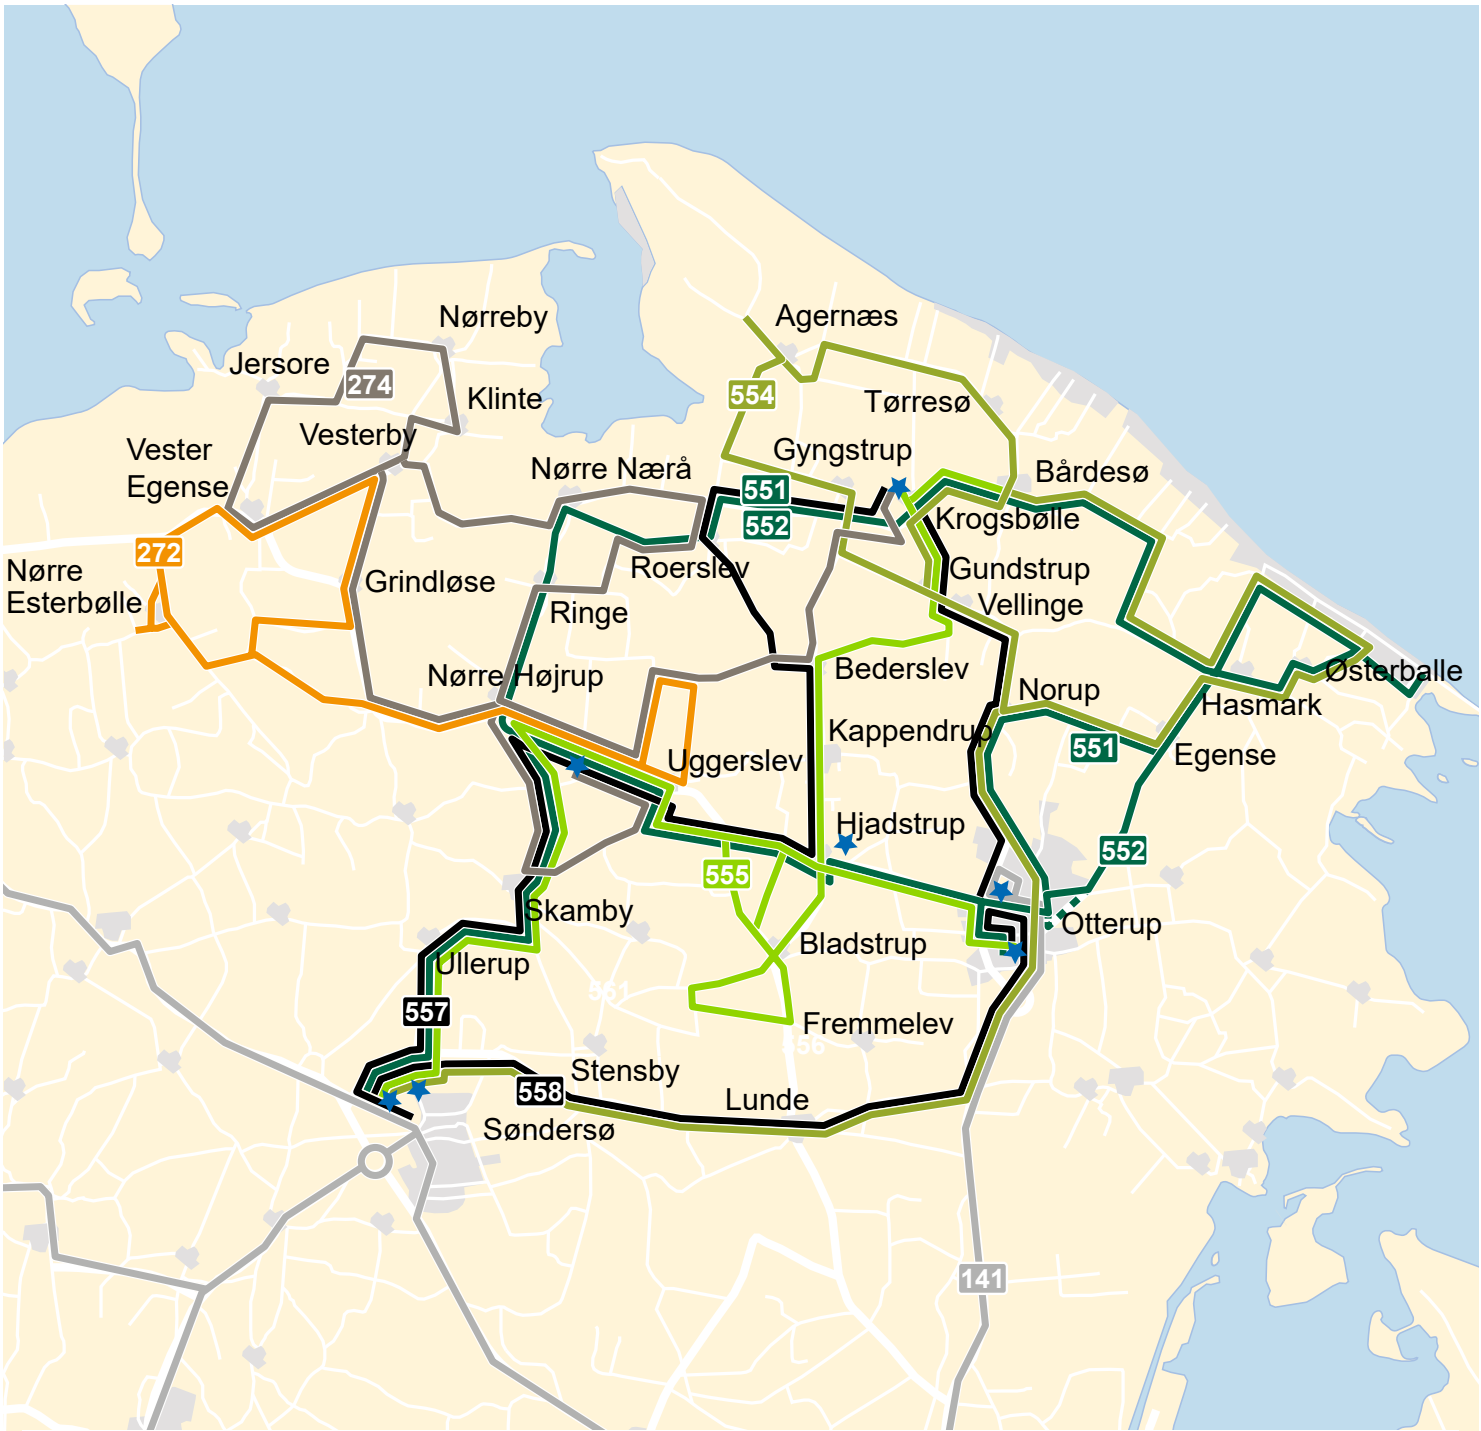 Nørreby
Agernæs
Jersore
274
554
Klinte
Tørresø
Vesterby
Vester
Egense
Gyngstrup
Nørre Nærå
Bårdesø
551
552
Krogsbølle
272
Nørre
Esterbølle
Grindløse
Roerslev
Gundstrup
Ringe
Vellinge
Nørre Højrup
Bederslev
Østerballe
Norup
Hasmark
Kappendrup
551
Egense
Uggerslev
Hjadstrup
552
555
Skamby
Otterup
Bladstrup
Ullerup
561
557
Fremmelev
556
Stensby
558
Lunde
Søndersø
141